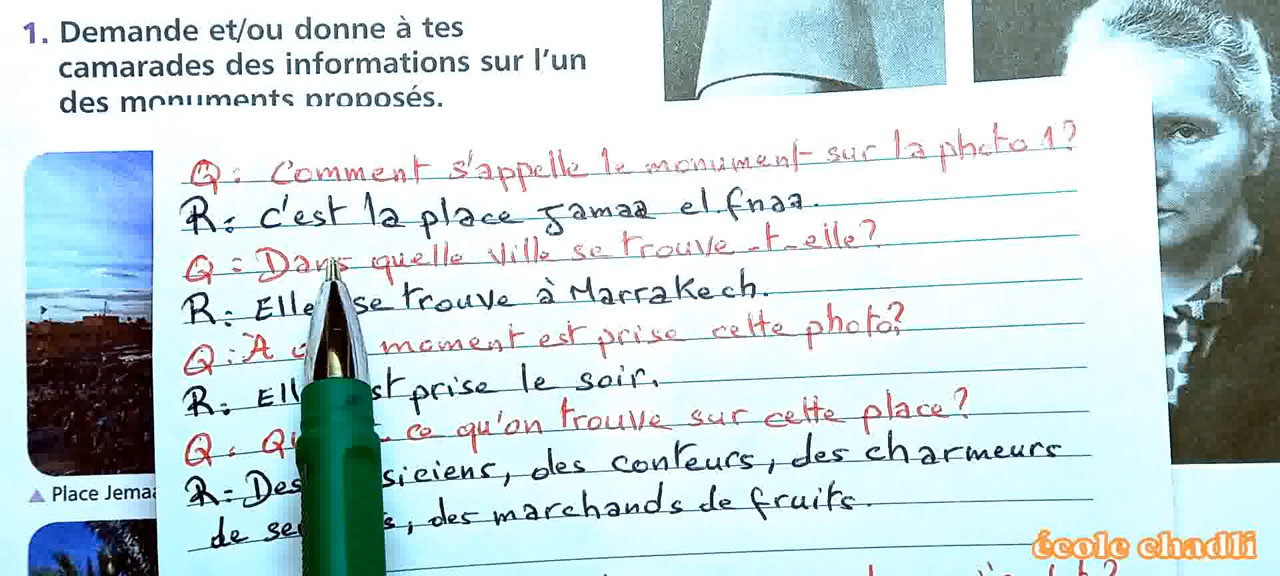 1. Demande et/ou donne à tes
camarades des informations sur l'un
des monuments proposés.
Q: Comment s'appelle le monument sur la photo 1?
R: c'est la place Jamaa el.fnaa.
Q: Dans quelle ville se trouve-t-elle?
R: Elle se trouve à Marrakech.
Q: A moment est prise cette photo?
R: Ell st prise le soir.
Q: Qu ce qu'on trouve sur cette place?
R: Des siciens, des conteurs, des charmeurs
de se s, des marchands de fruits.
▲ Place Jemaa
école chadli